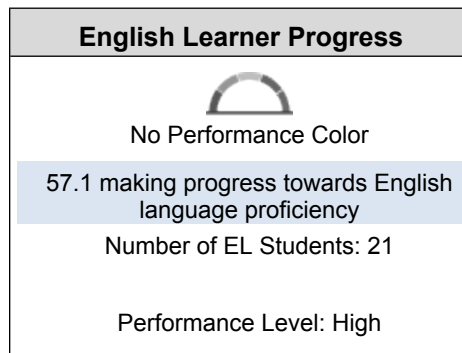 English Learner Progress
No Performance Color
57.1 making progress towards English
language proficiency
Number of EL Students: 21
Performance Level: High